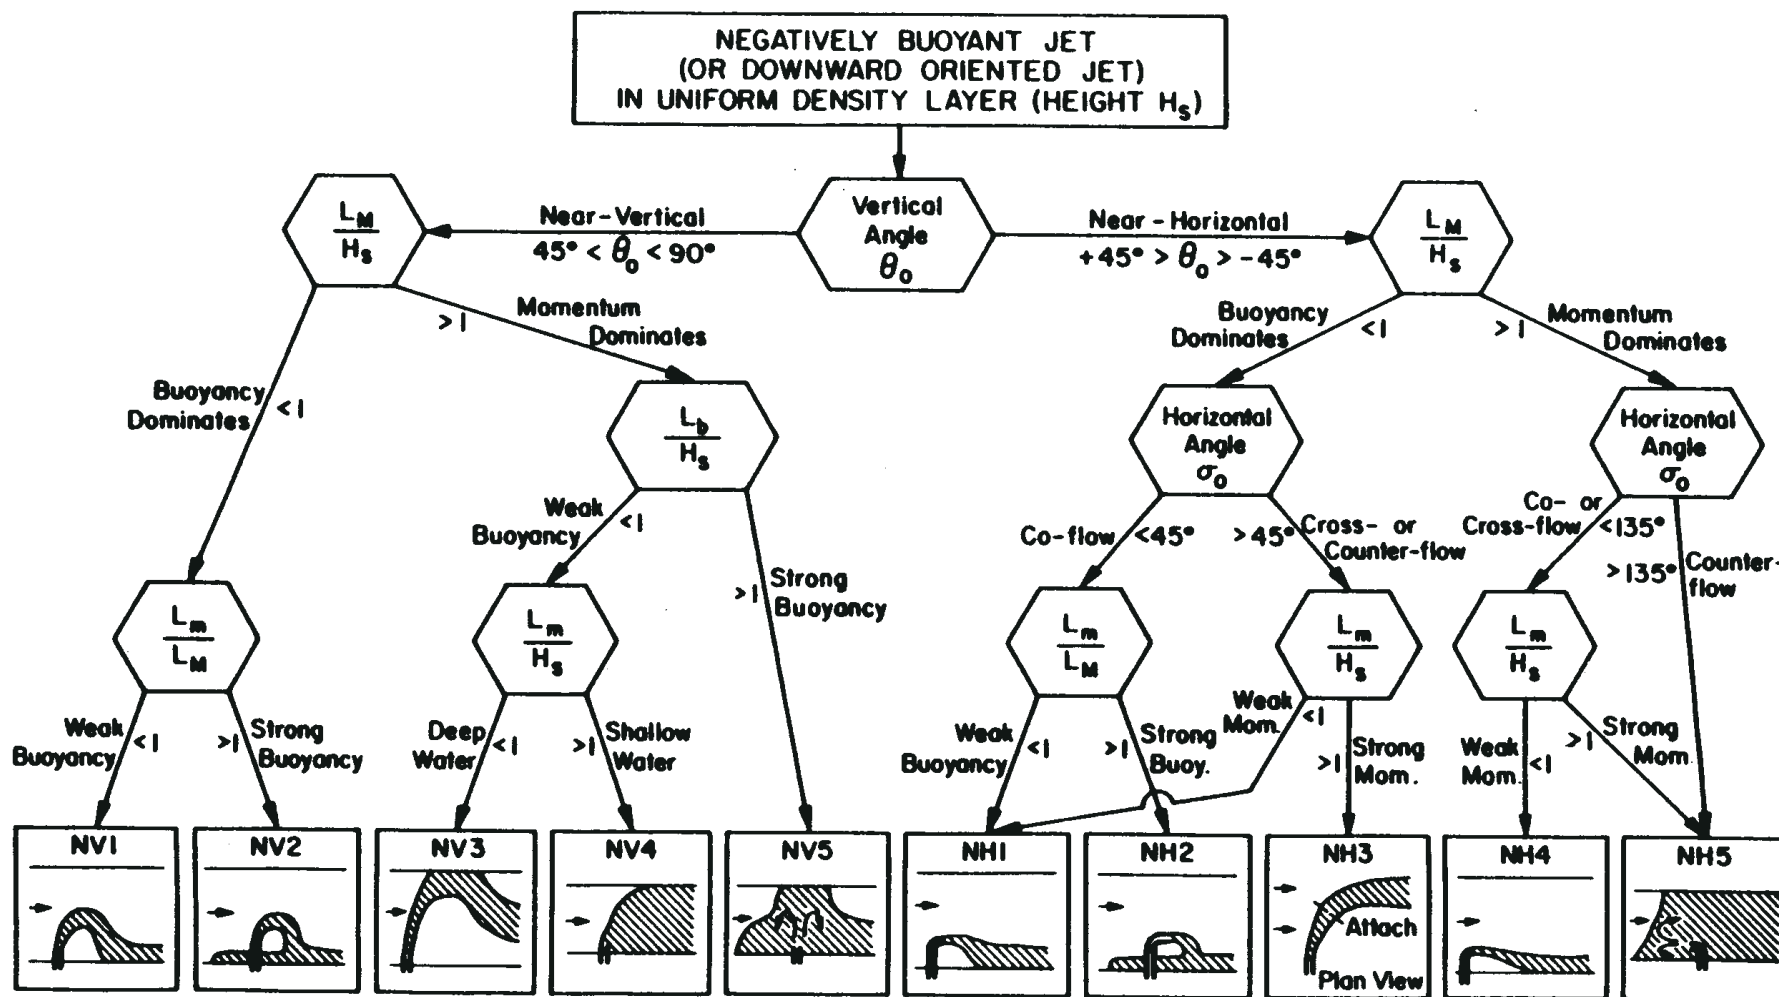 NEGATIVELY BUOYANT JET
(OR DOWNWARD ORIENTED JET)
IN UNIFORM DENSITY LAYER (HEIGHT Hs)
Vertical
Angle
θo
Near-Vertical
45° < θo < 90°
Near-Horizontal
+45° > θo > -45°
LM
Hs
LM
Hs
>1
Momentum
Dominates
Buoyancy
Dominates
<1
Buoyancy
Dominates
<1
>1
Momentum
Dominates
Lb
Hs
Horizontal
Angle
σo
Horizontal
Angle
σo
Weak
Buoyancy
<1
>1
Strong
Buoyancy
Co-flow
<45°
>45°
Cross- or
Counter-flow
Co- or
Cross-flow
<135°
>135°
Counter-
flow
Lm
LM
Lm
Hs
Lm
LM
Lm
Hs
Lm
Hs
Weak
Buoyancy
<1
>1
Strong
Buoyancy
Deep
Water
<1
>1
Shallow
Water
Weak
Buoyancy
<1
>1
Strong
Buoy.
Weak
Mom.
<1
>1
Strong
Mom.
Weak
Mom.
<1
>1
Strong
Mom.
NV1
NV2
NV3
NV4
NV5
NH1
NH2
NH3
Attach
Plan View
NH4
NH5